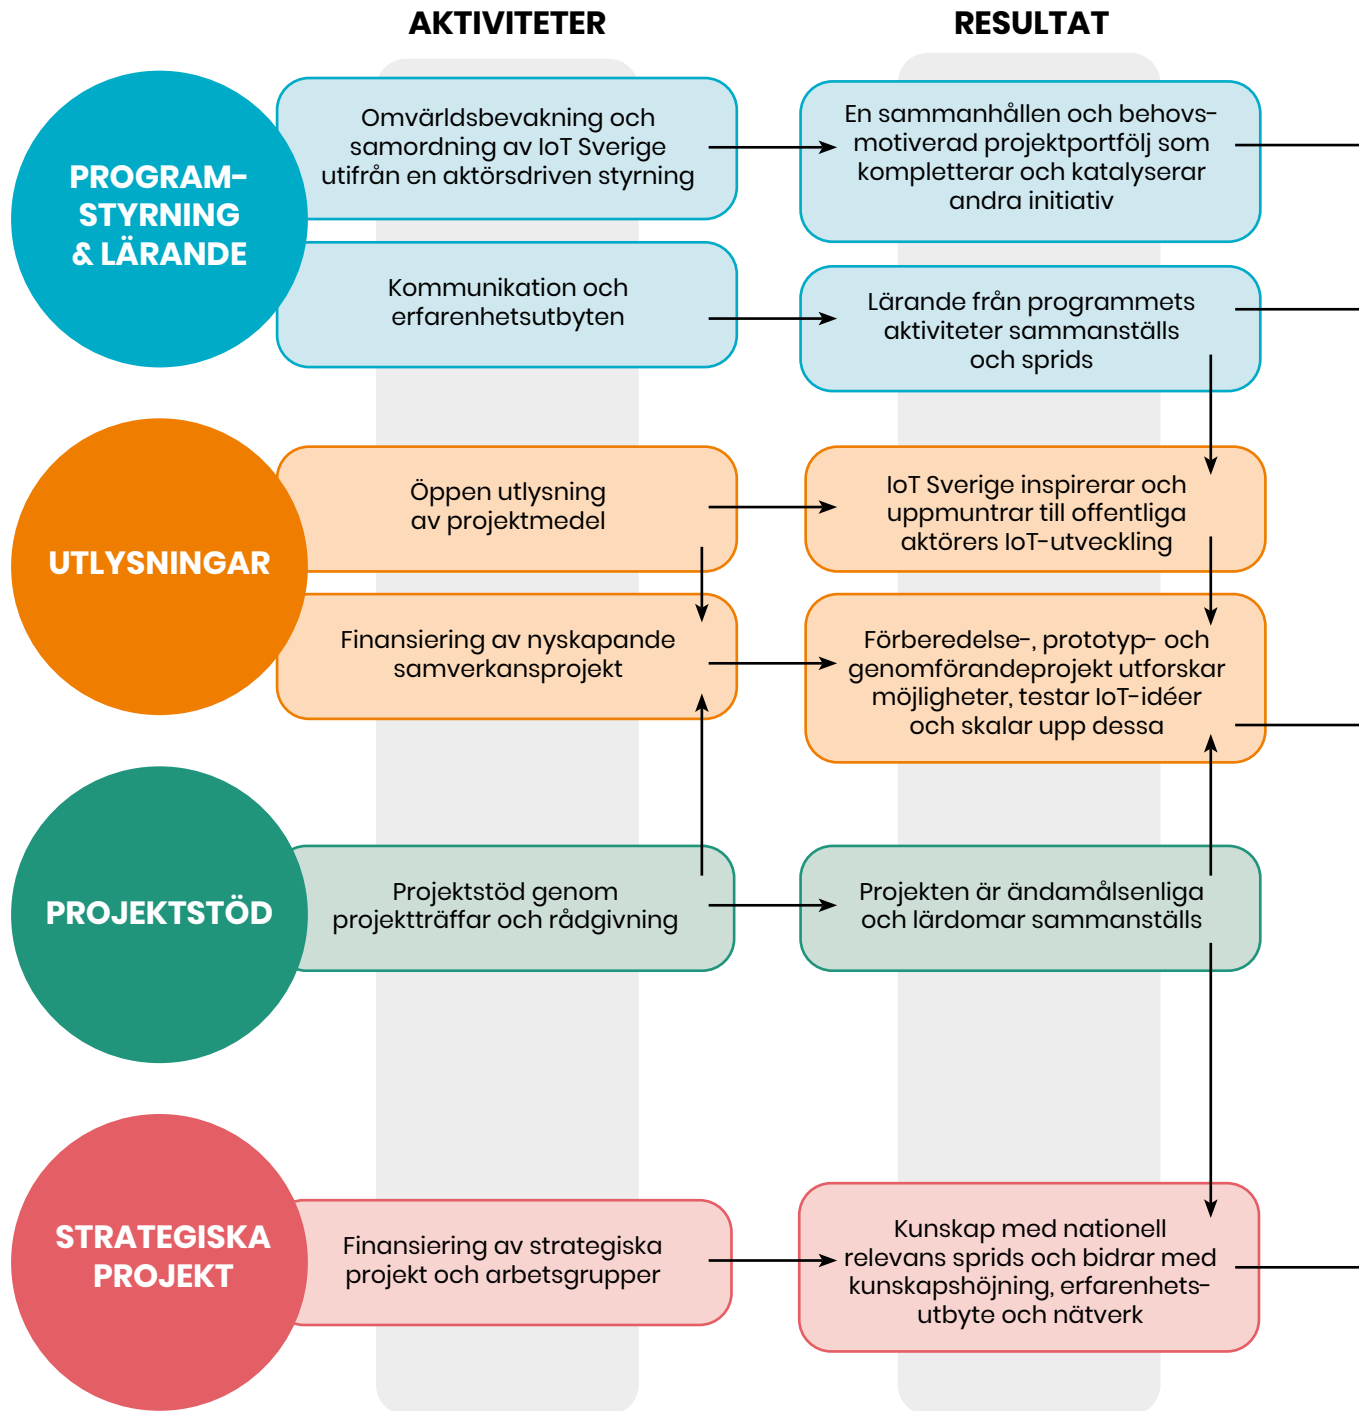 AKTIVITETER
RESULTAT
PROGRAM-
STYRNING
& LÄRANDE
Omvärldsbevakning och
samordning av IoT Sverige
utifrån en aktörsdriven styrning
En sammanhållen och behovs-
motiverad projektportfölj som
kompletterar och katalyserar
andra initiativ
Kommunikation och
erfarenhetsutbyten
Lärande från programmets
aktiviteter sammanställs
och sprids
UTLYSNINGAR
Öppen utlysning
av projektmedel
IoT Sverige inspirerar och
uppmuntrar till offentliga
aktörers IoT-utveckling
Finansiering av nyskapande
samverkansprojekt
Förberedelse-, prototyp- och
genomförandeprojekt utforskar
möjligheter, testar IoT-idéer
och skalar upp dessa
PROJEKTSTÖD
Projektstöd genom
projektträffar och rådgivning
Projekten är ändamålsenliga
och lärdomar sammanställs
STRATEGISKA
PROJEKT
Finansiering av strategiska
projekt och arbetsgrupper
Kunskap med nationell
relevans sprids och bidrar med
kunskapshöjning, erfarenhets-
utbyte och nätverk